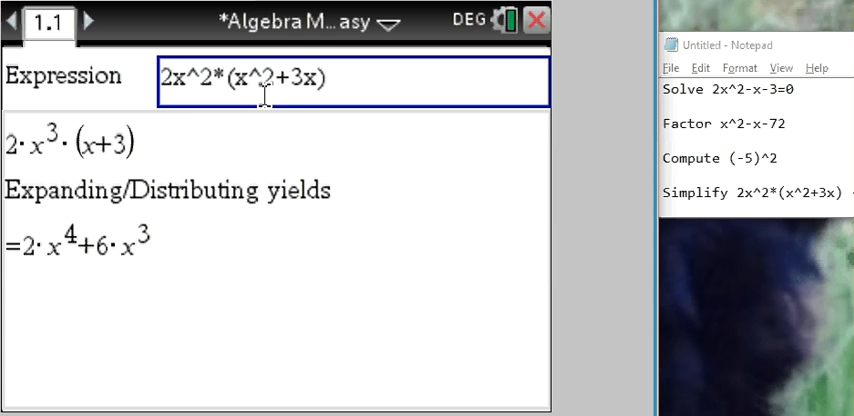 1.1
*Algebra M...asy
DEG
Expression
2x^2*(x^2+3x)
2· x³· (x+3)
Expanding/Distributing yields
=2· x⁴+6· x³
Untitled - Notepad
File Edit Format View Help
Solve 2x^2-x-3=0
Factor x^2-x-72
Compute (-5)^2
Simplify 2x^2*(x^2+3x)